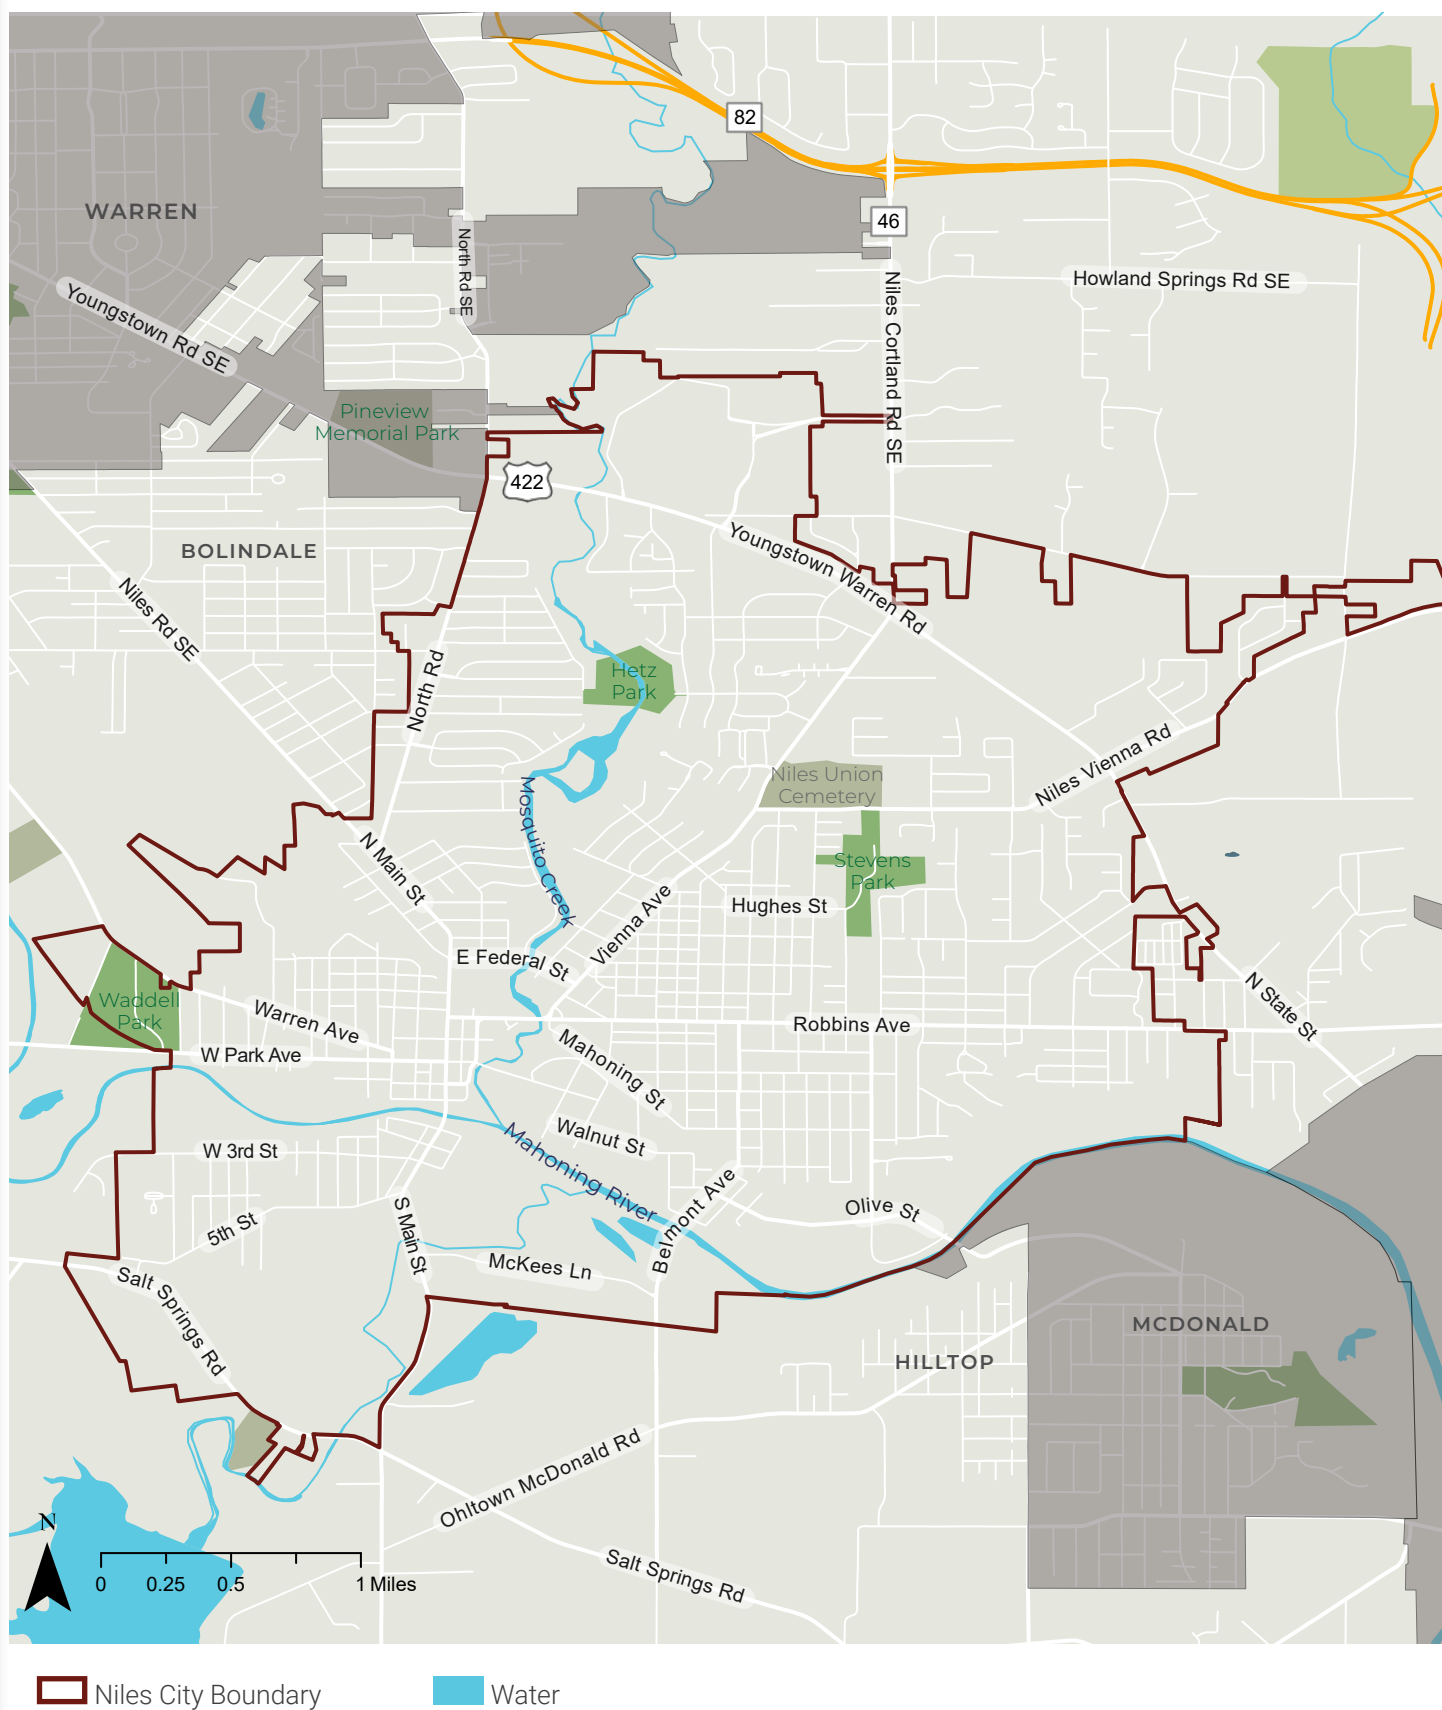 82
WARREN
46
North Rd SE
Howland Springs Rd SE
Youngstown Rd SE
Niles Cortland Rd SE
Pineview
Memorial Park
422
BOLINDALE
Youngstown Warren Rd
Niles Rd SE
Hetz
Park
North Rd
Niles Vienna Rd
Niles Union
Cemetery
Mosquito Creek
N Main St
Stevens
Park
Hughes St
Vienna Ave
E Federal St
Waddell
Park
Warren Ave
N State St
Robbins Ave
W Park Ave
Mahoning St
Walnut St
W 3rd St
Mahoning River
Belmont Ave
Olive St
5th St
S Main St
McKees Ln
Salt Springs Rd
MCDONALD
HILLTOP
Ohltown McDonald Rd
N
Salt Springs Rd
0 0.25 0.5 1 Miles
Niles City Boundary
Water